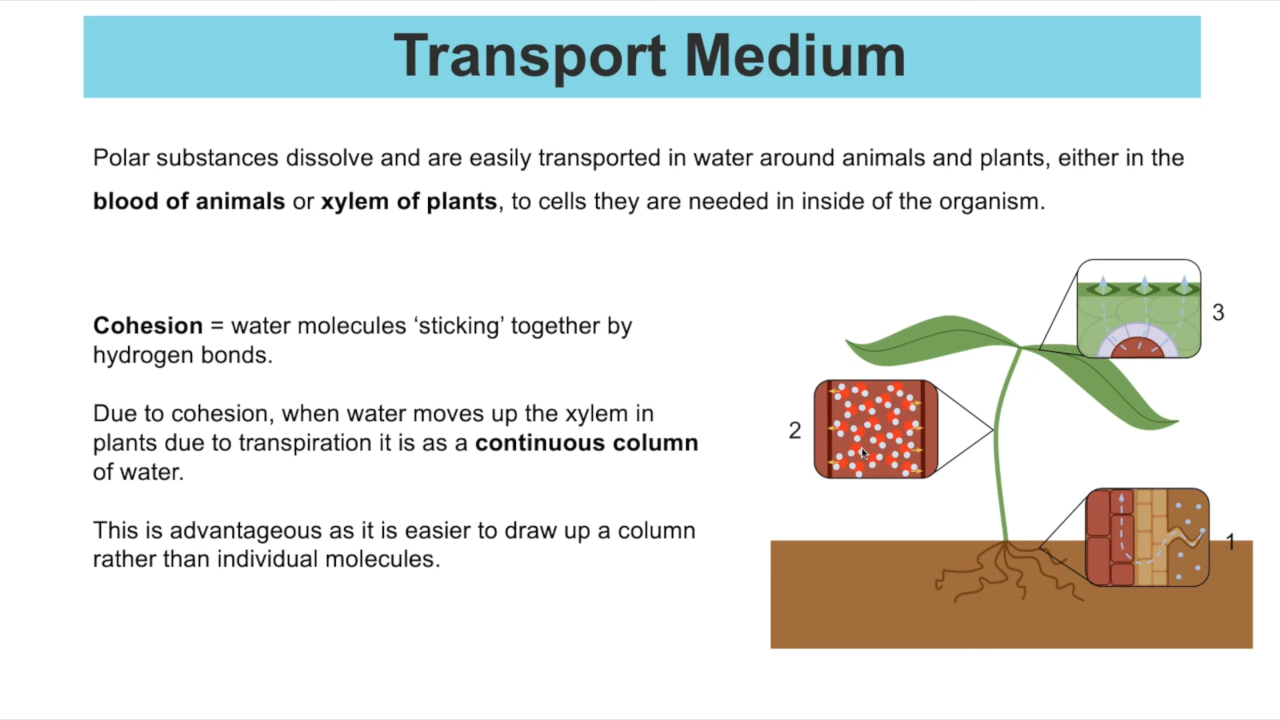 Transport Medium
Polar substances dissolve and are easily transported in water around animals and plants, either in the
blood of animals or xylem of plants, to cells they are needed in inside of the organism.
Cohesion = water molecules ‘sticking’ together by
hydrogen bonds.
Due to cohesion, when water moves up the xylem in
plants due to transpiration it is as a continuous column
of water.
This is advantageous as it is easier to draw up a column
rather than individual molecules.
3
2
1